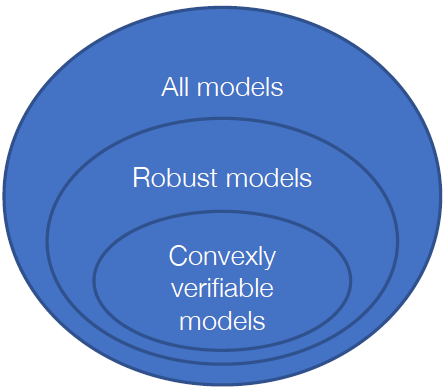 All models
Robust models
Convexly
verifiable
models